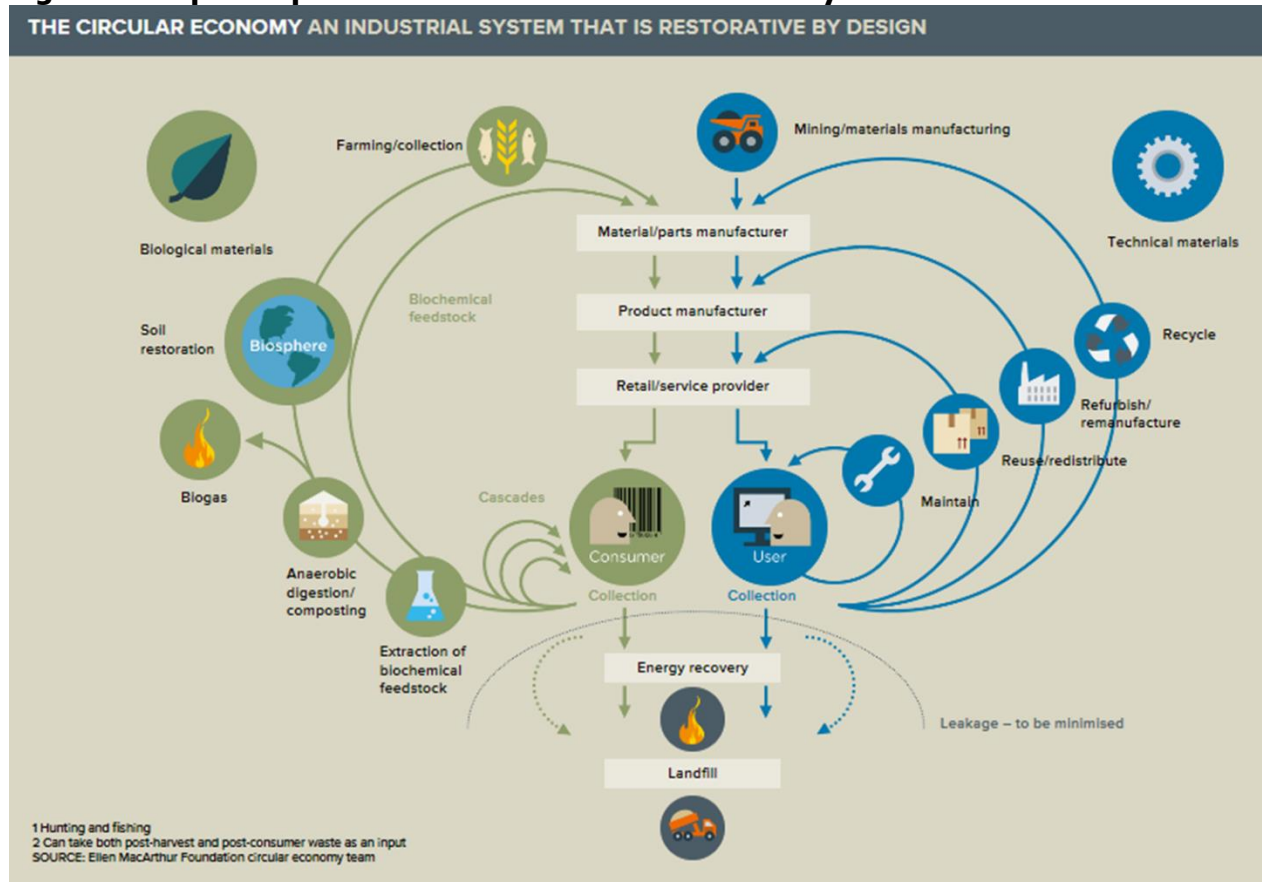 THE CIRCULAR ECONOMY AN INDUSTRIAL SYSTEM THAT IS RESTORATIVE BY DESIGN
Farming/collection
Mining/materials manufacturing
Biological materials
Technical materials
Material/parts manufacturer
Biochemical
feedstock
Product manufacturer
Soil
restoration
Biosphere
Recycle
Retail/service provider
Refurbish/
remanufacture
Reuse/redistribute
Biogas
Cascades
Maintain
Consumer
User
Anaerobic
digestion/
composting
Collection
Collection
Extraction of
biochemical
feedstock
Energy recovery
Leakage – to be minimised
Landfill
1 Hunting and fishing
2 Can take both post-harvest and post-consumer waste as an input
SOURCE: Ellen MacArthur Foundation circular economy team